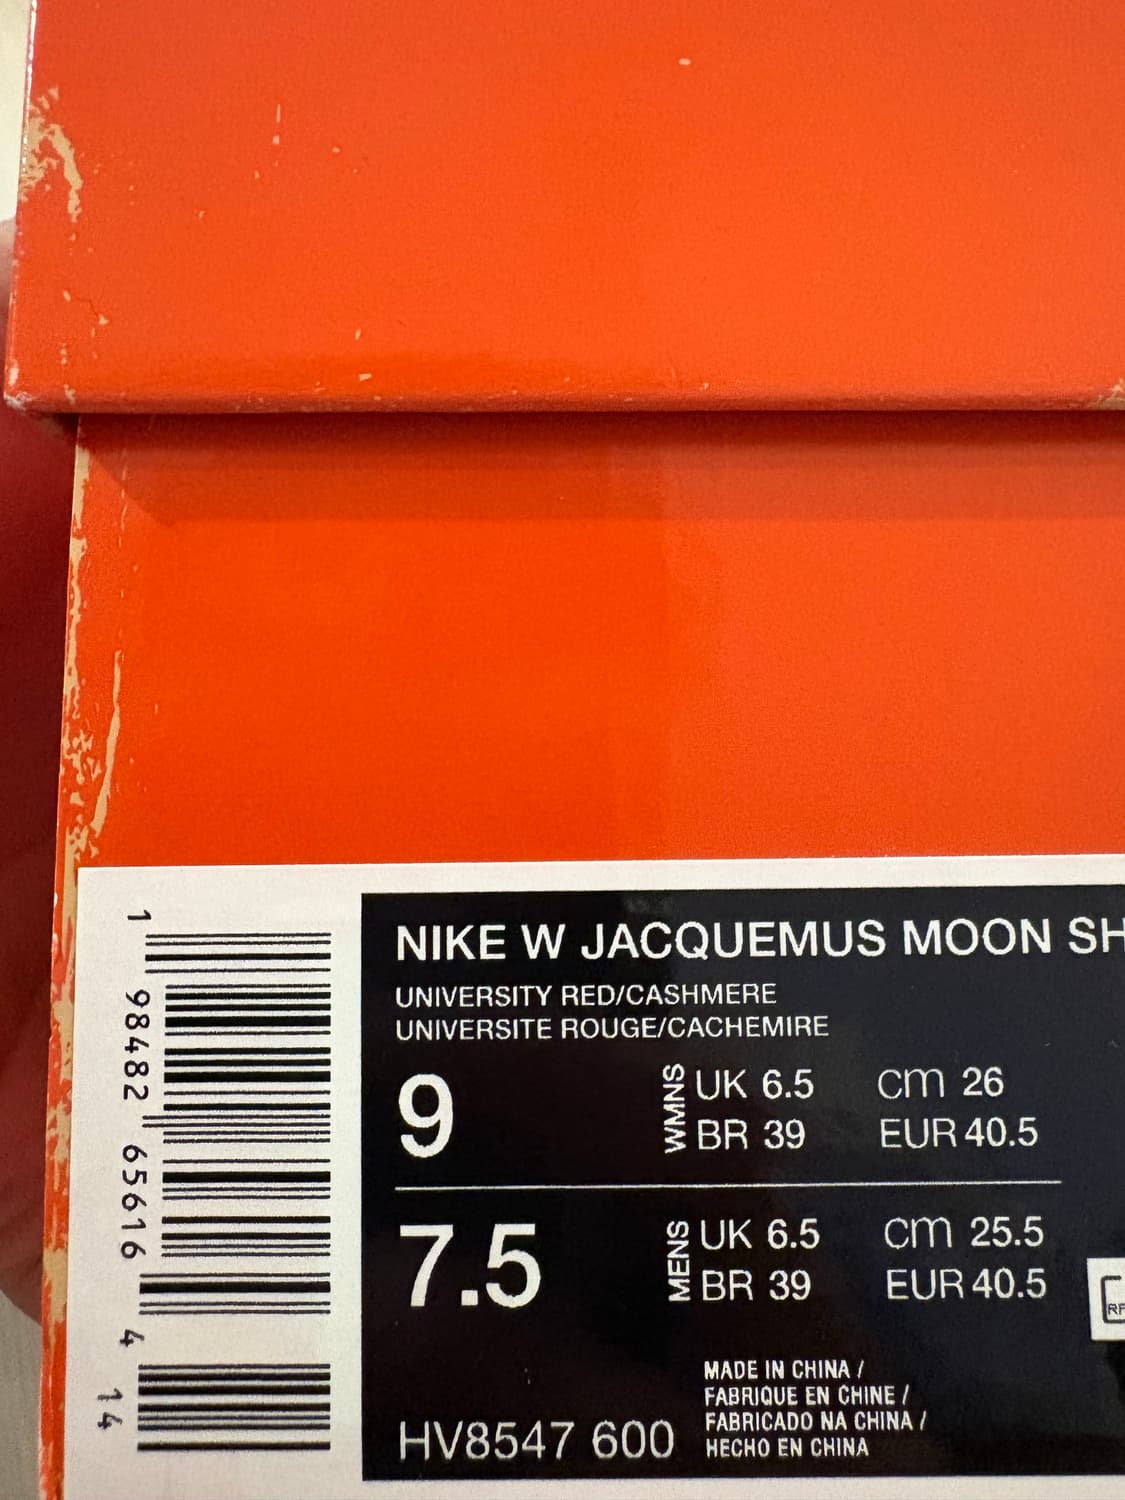 NIKE W JACQUEMUS MOON SH
UNIVERSITY RED/CASHMERE
UNIVERSITE ROUGE/CACHEMIRE
9 WMNS UK 6.5 cm 26
BR 39 EUR 40.5
7.5 MENS UK 6.5 cm 25.5
BR 39 EUR 40.5
MADE IN CHINA /
FABRIQUE EN CHINE /
FABRICADO NA CHINA /
HECHO EN CHINA
HV8547 600
1 98482 65616 4 14
RF